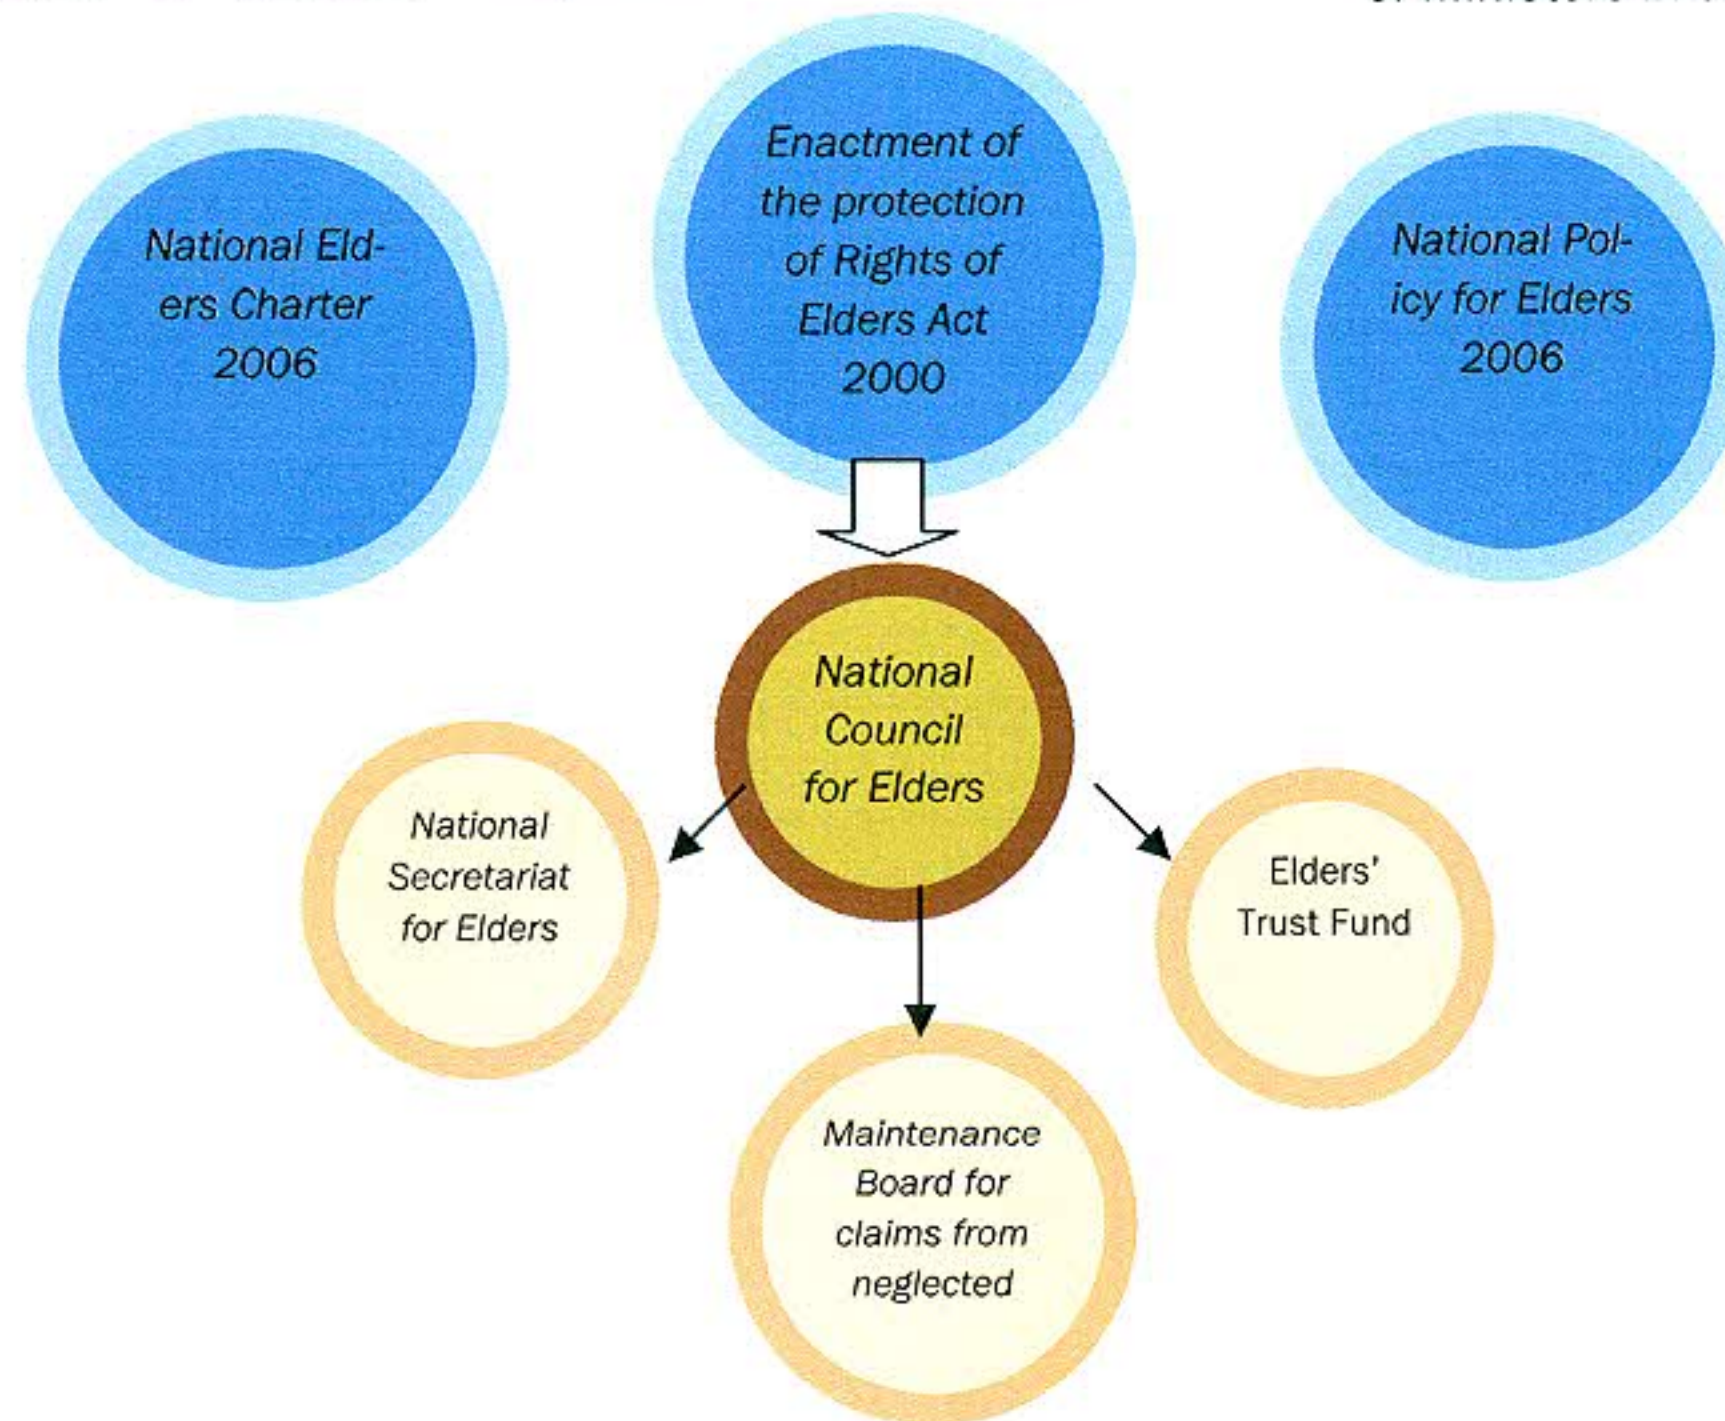 National Eld-
ers Charter
2006
Enactment of
the protection
of Rights of
Elders Act
2000
National Pol-
icy for Elders
2006
National
Council
for Elders
National
Secretariat
for Elders
Elders'
Trust Fund
Maintenance
Board for
claims from
neglected